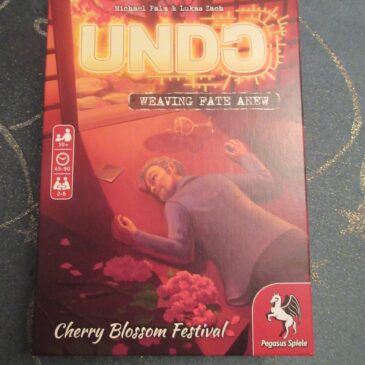 Michael Palm & Lukas Zach
UNDO
WEAVING FATE ANEW
10+
45-90
2-6
Cherry Blossom Festival
Pegasus Spiele